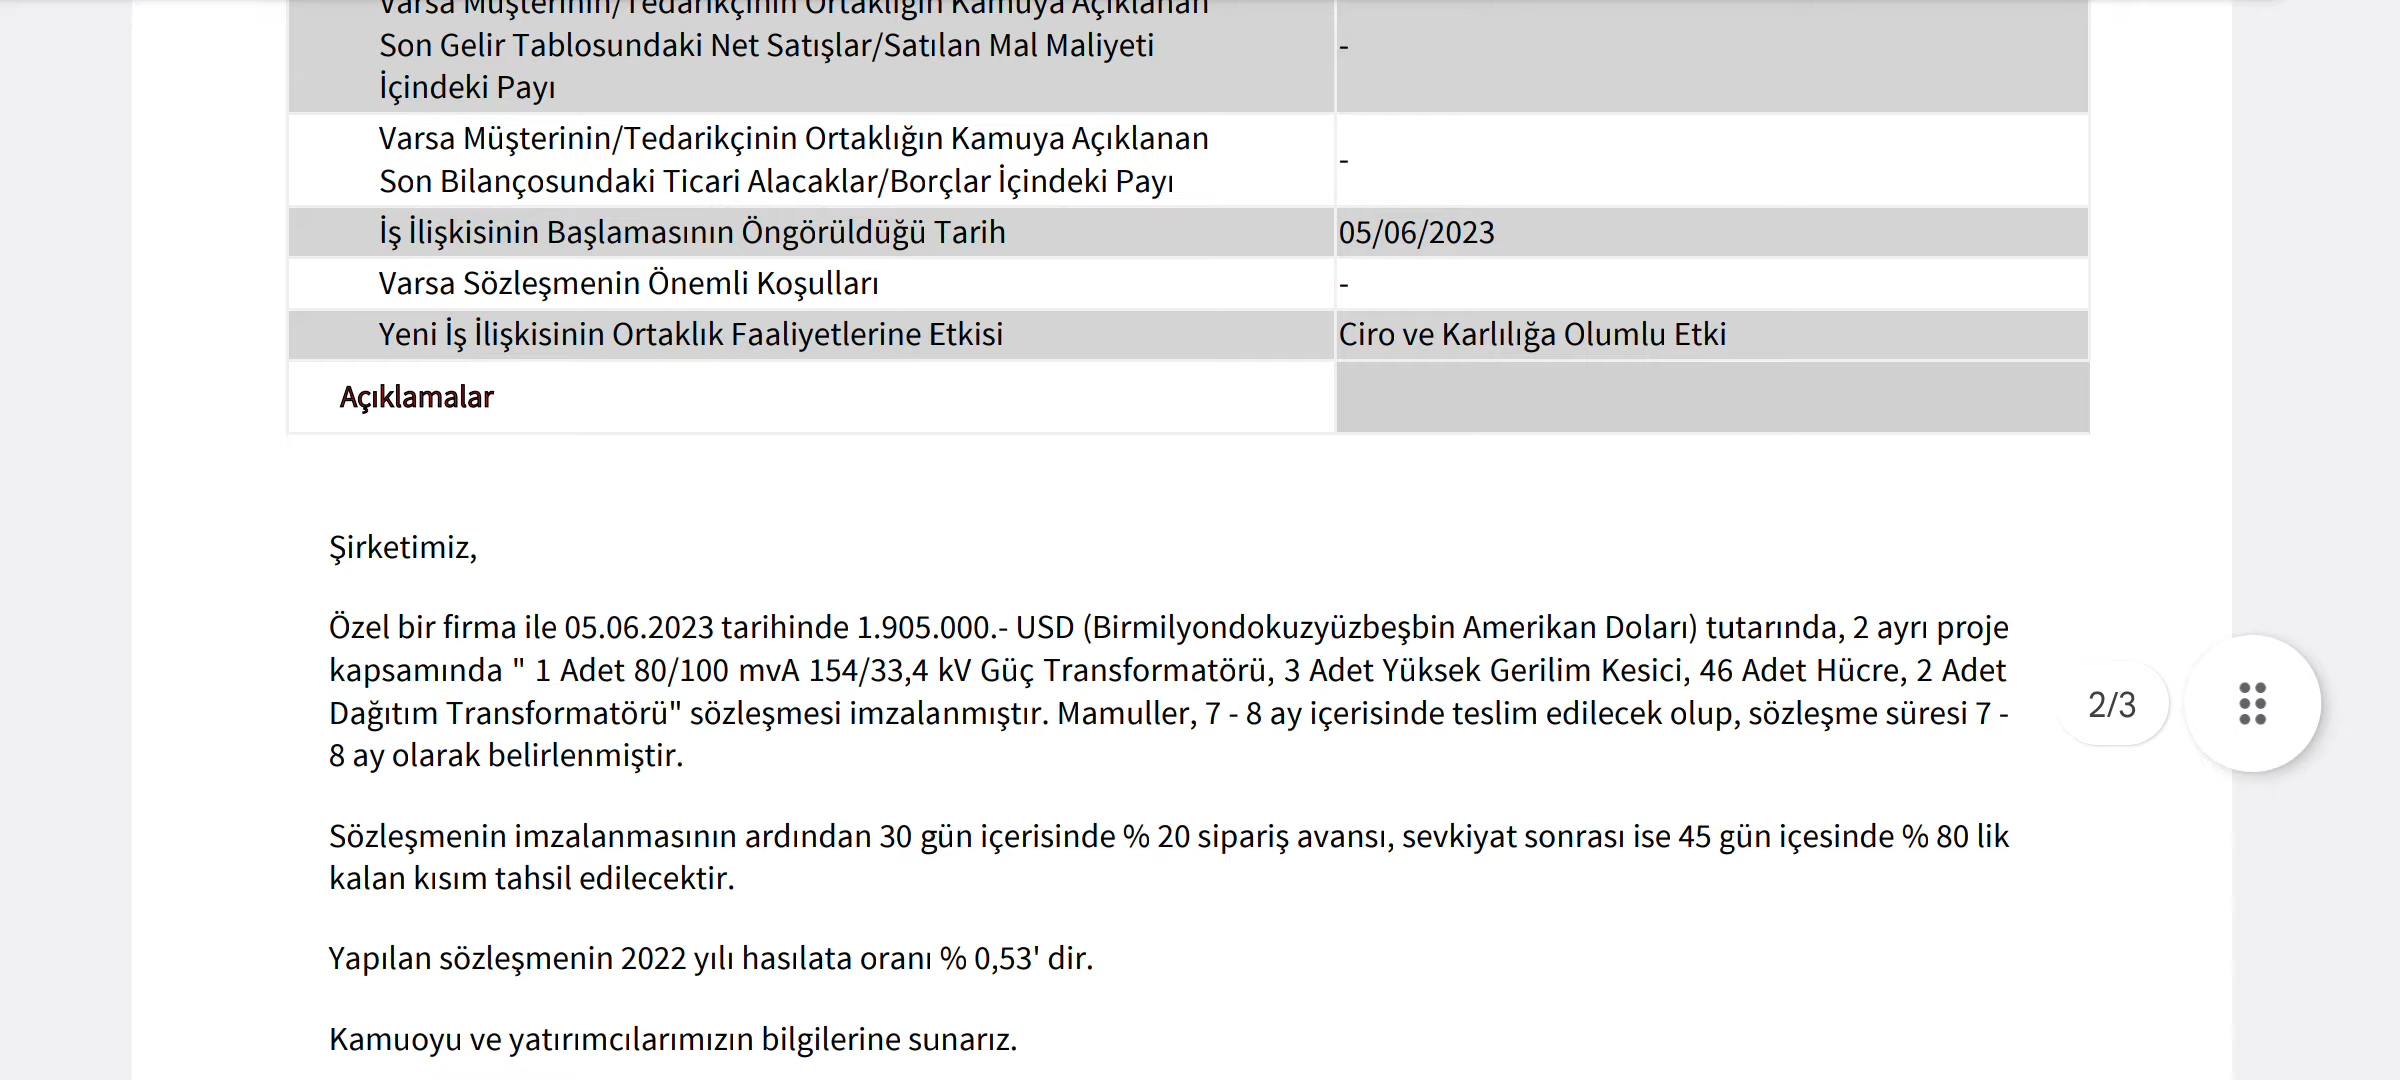 Varsa Müşterinin/Tedarikçinin Ortaklığın Kamuya Açıklanan
Son Gelir Tablosundaki Net Satışlar/Satılan Mal Maliyeti
İçindeki Payı
-
Varsa Müşterinin/Tedarikçinin Ortaklığın Kamuya Açıklanan
Son Bilançosundaki Ticari Alacaklar/Borçlar İçindeki Payı
-
İş İlişkisinin Başlamasının Öngörüldüğü Tarih
05/06/2023
Varsa Sözleşmenin Önemli Koşulları
-
Yeni İş İlişkisinin Ortaklık Faaliyetlerine Etkisi
Ciro ve Karlılığa Olumlu Etki
Açıklamalar
Şirketimiz,
Özel bir firma ile 05.06.2023 tarihinde 1.905.000.- USD (Birmilyondokuzyüzbeşbin Amerikan Doları) tutarında, 2 ayrı proje
kapsamında " 1 Adet 80/100 mvA 154/33,4 kV Güç Transformatörü, 3 Adet Yüksek Gerilim Kesici, 46 Adet Hücre, 2 Adet
Dağıtım Transformatörü" sözleşmesi imzalanmıştır. Mamuller, 7 - 8 ay içerisinde teslim edilecek olup, sözleşme süresi 7 -
8 ay olarak belirlenmiştir.
Sözleşmenin imzalanmasının ardından 30 gün içerisinde % 20 sipariş avansı, sevkiyat sonrası ise 45 gün içesinde % 80 lik
kalan kısım tahsil edilecektir.
Yapılan sözleşmenin 2022 yılı hasılata oranı % 0,53' dir.
Kamuoyu ve yatırımcılarımızın bilgilerine sunarız.
2/3